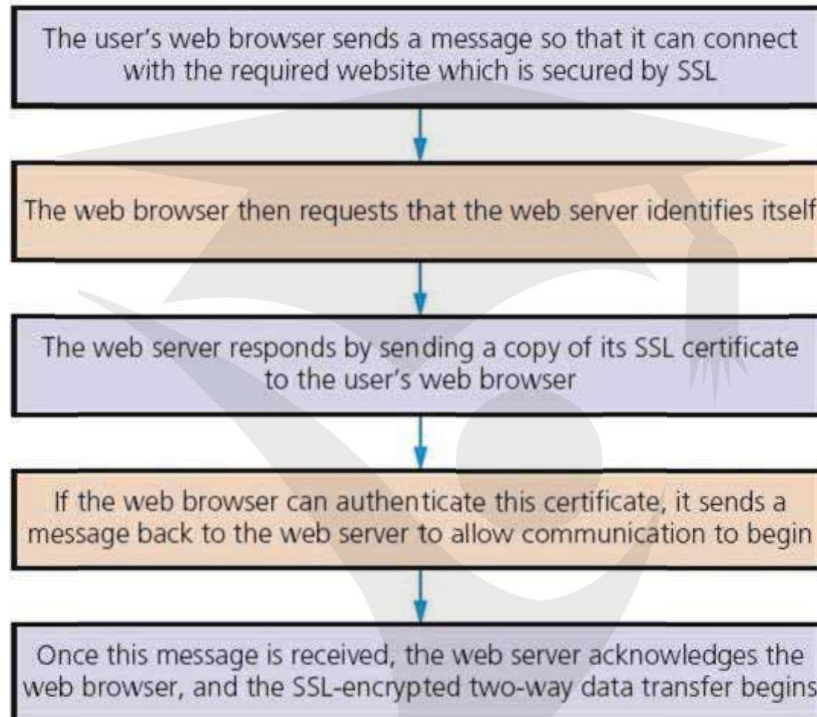 The user's web browser sends a message so that it can connect
with the required website which is secured by SSL
The web browser then requests that the web server identifies itself
The web server responds by sending a copy of its SSL certificate
to the user's web browser
If the web browser can authenticate this certificate, it sends a
message back to the web server to allow communication to begin
Once this message is received, the web server acknowledges the
web browser, and the SSL-encrypted two-way data transfer begins